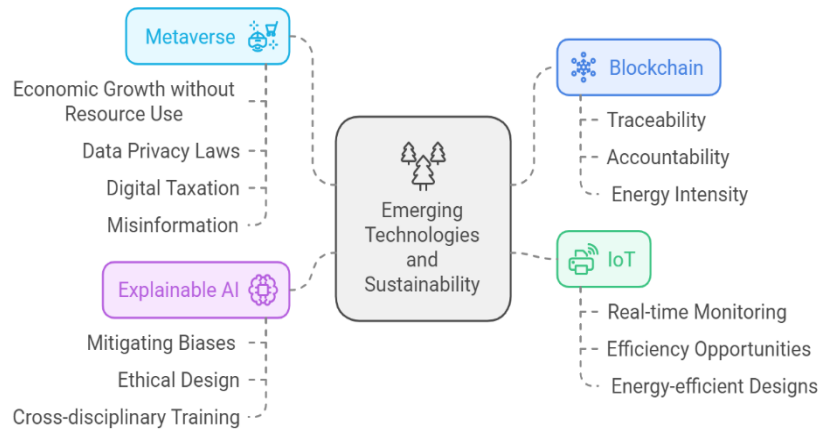 Metaverse
Economic Growth without
Resource Use
Data Privacy Laws
Digital Taxation
Misinformation
Explainable AI
Mitigating Biases
Ethical Design
Cross-disciplinary Training
Emerging
Technologies
and
Sustainability
Blockchain
Traceability
Accountability
Energy Intensity
IoT
Real-time Monitoring
Efficiency Opportunities
Energy-efficient Designs